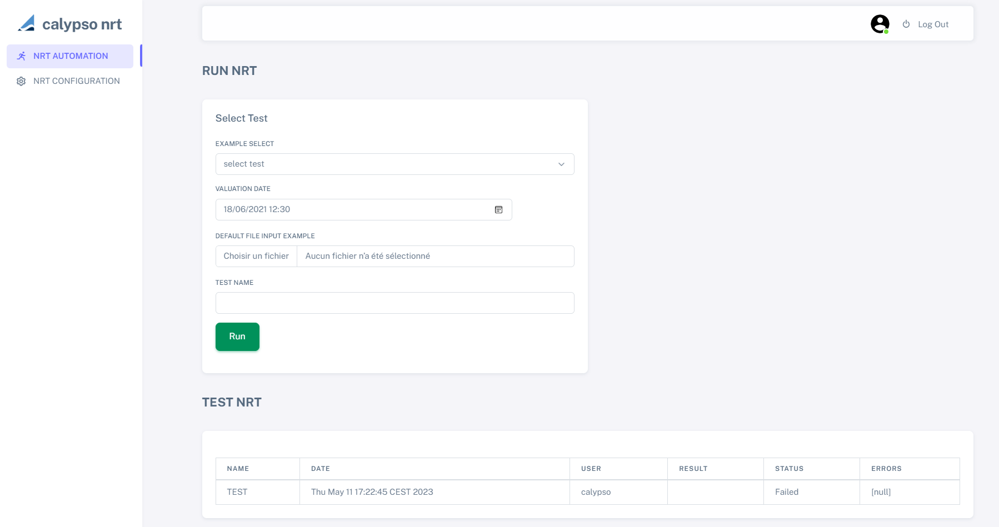 calypso nrt
NRT AUTOMATION
NRT CONFIGURATION
Log Out
RUN NRT
Select Test
EXAMPLE SELECT
select test
VALUATION DATE
18/06/2021 12:30
DEFAULT FILE INPUT EXAMPLE
Choisir un fichier Aucun fichier n'a été sélectionné
TEST NAME
Run
TEST NRT
NAME DATE USER RESULT STATUS ERRORS
TEST Thu May 11 17:22:45 CEST 2023 calypso Failed [null]